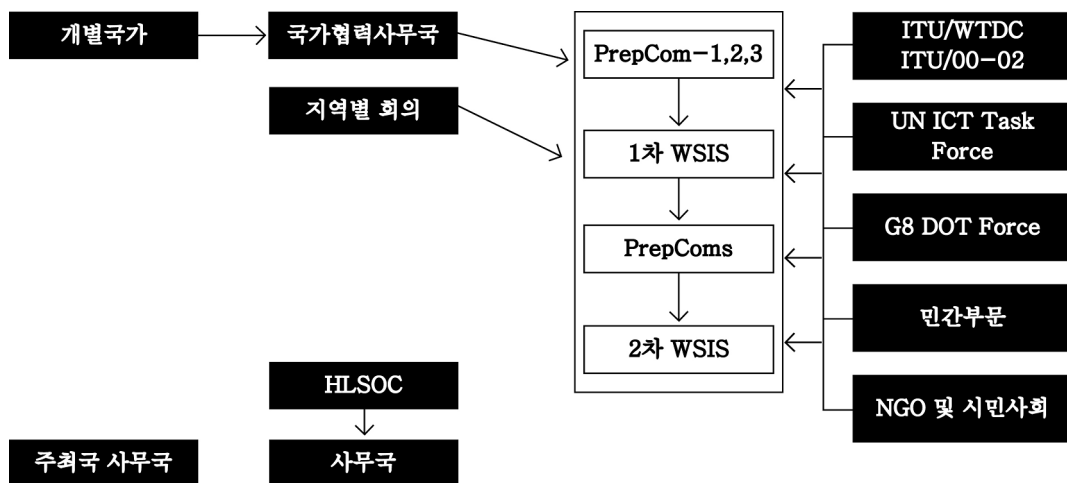 개별국가
국가협력사무국
지역별 회의
PrepCom-1,2,3
1차 WSIS
PrepComs
2차 WSIS
ITU/WTDC
ITU/00-02
UN ICT Task
Force
G8 DOT Force
민간부문
NGO 및 시민사회
HLSOC
주최국 사무국
사무국